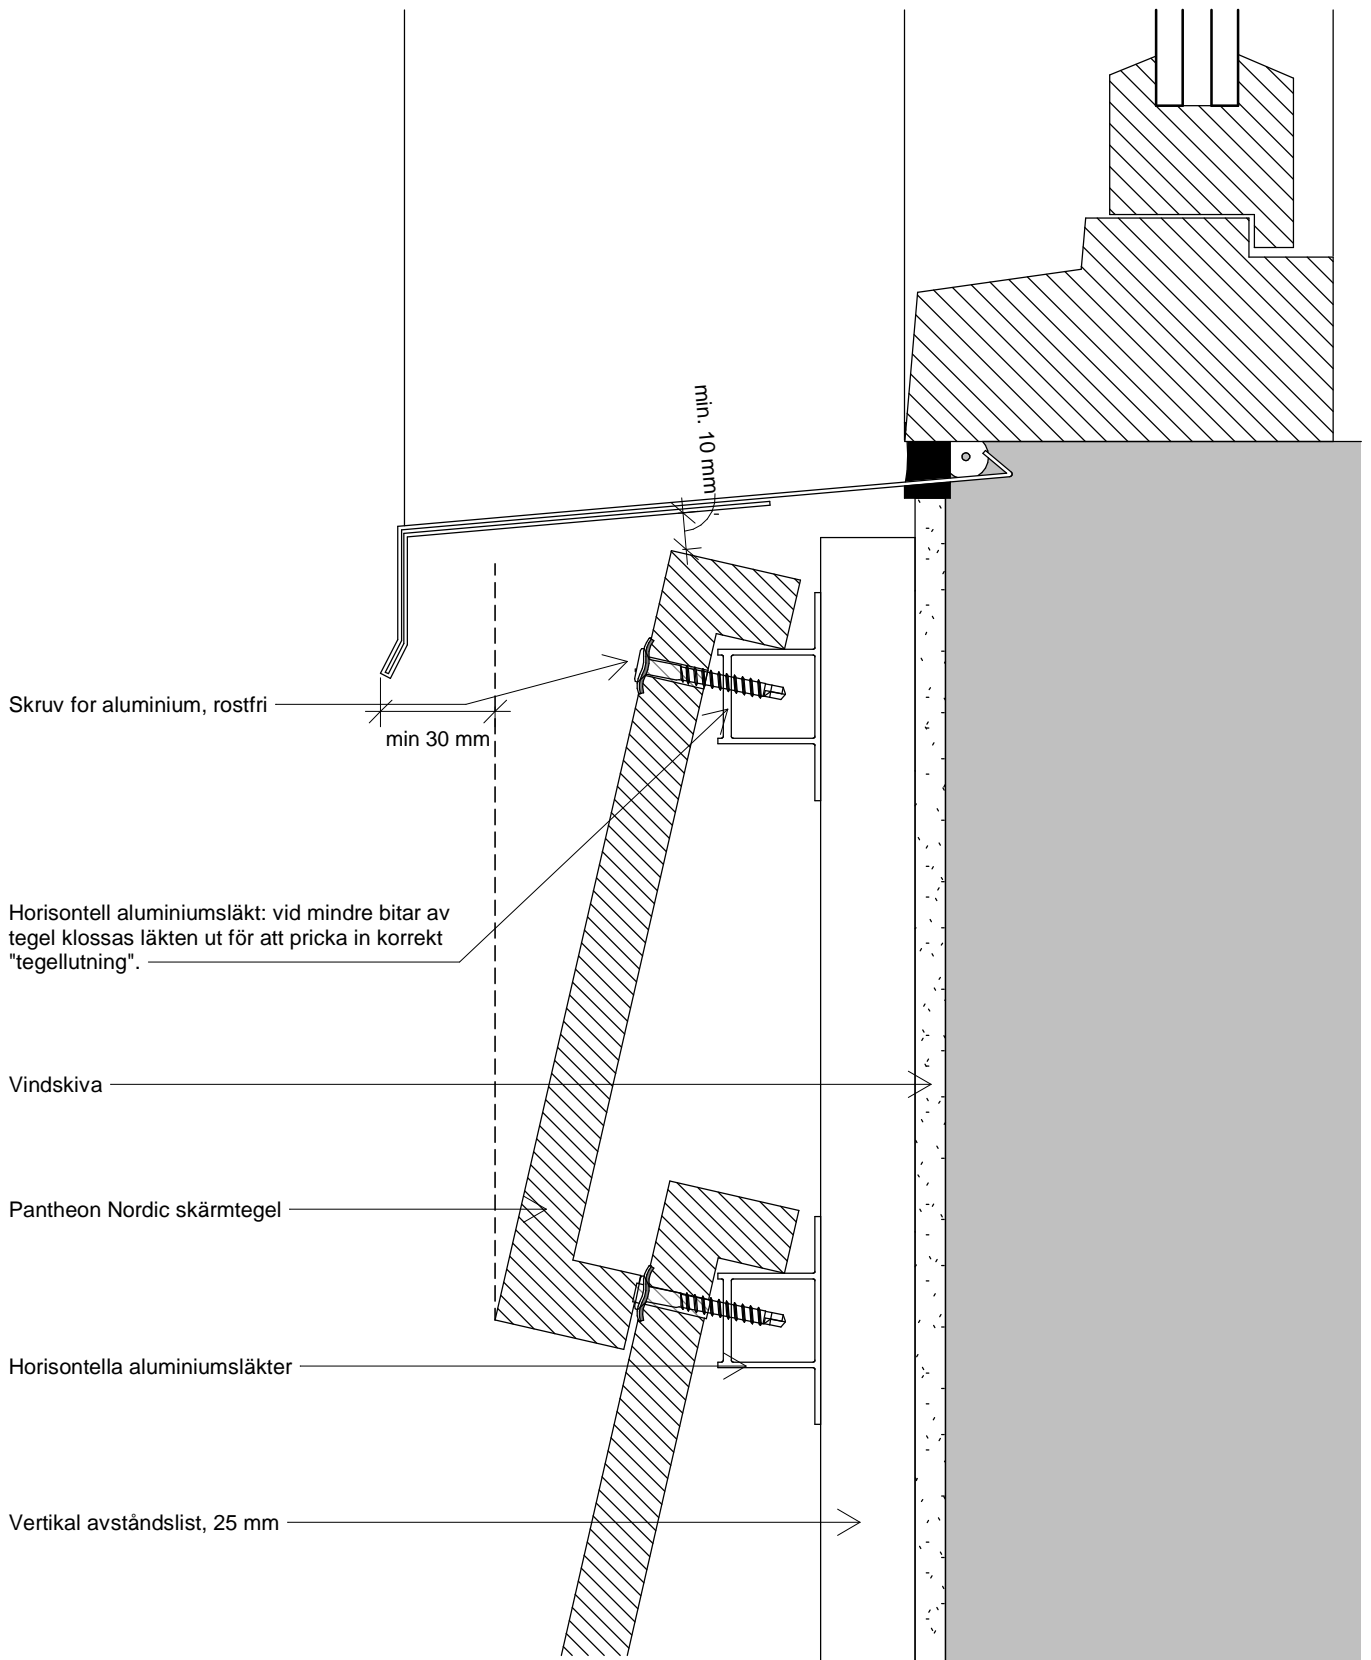 min. 10 mm
Skruv for aluminium, rostfri
min 30 mm
Horisontell aluminiumsläkt: vid mindre bitar av
tegel klossas läkten ut för att pricka in korrekt
"tegellutning".
Vindskiva
Pantheon Nordic skärmtegel
Horisontella aluminiumsläkter
Vertikal avståndslist, 25 mm